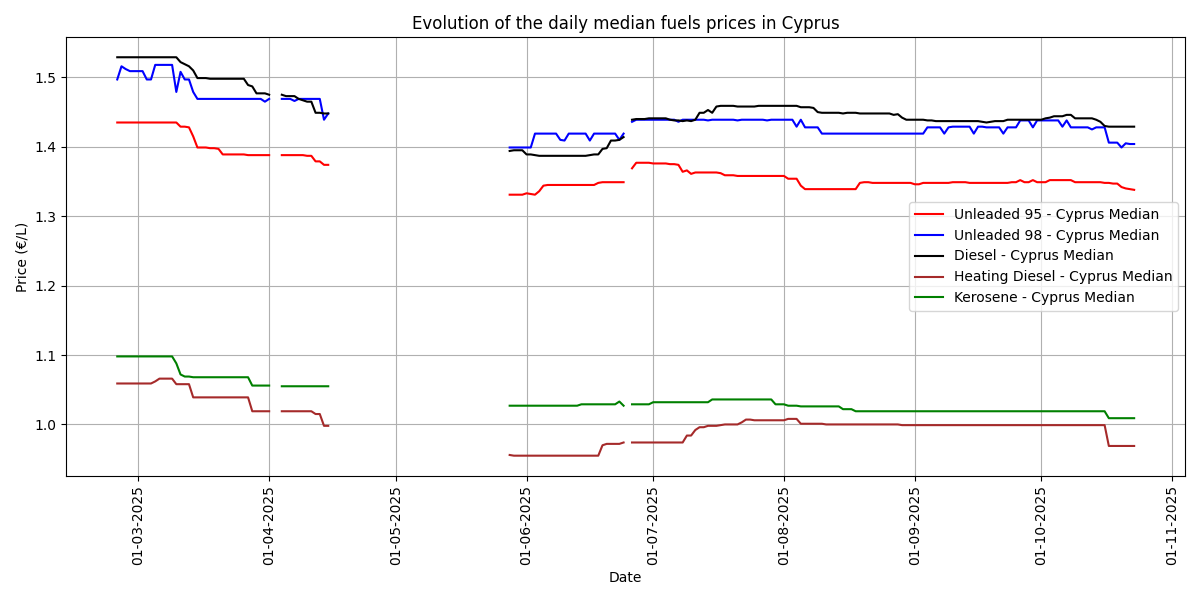 Evolution of the daily median fuels prices in Cyprus
Price (€/L)
1.5
1.4
1.3
1.2
1.1
1.0
Unleaded 95 - Cyprus Median
Unleaded 98 - Cyprus Median
Diesel - Cyprus Median
Heating Diesel - Cyprus Median
Kerosene - Cyprus Median
01-03-2025
01-04-2025
01-05-2025
01-06-2025
01-07-2025
01-08-2025
01-09-2025
01-10-2025
01-11-2025
Date